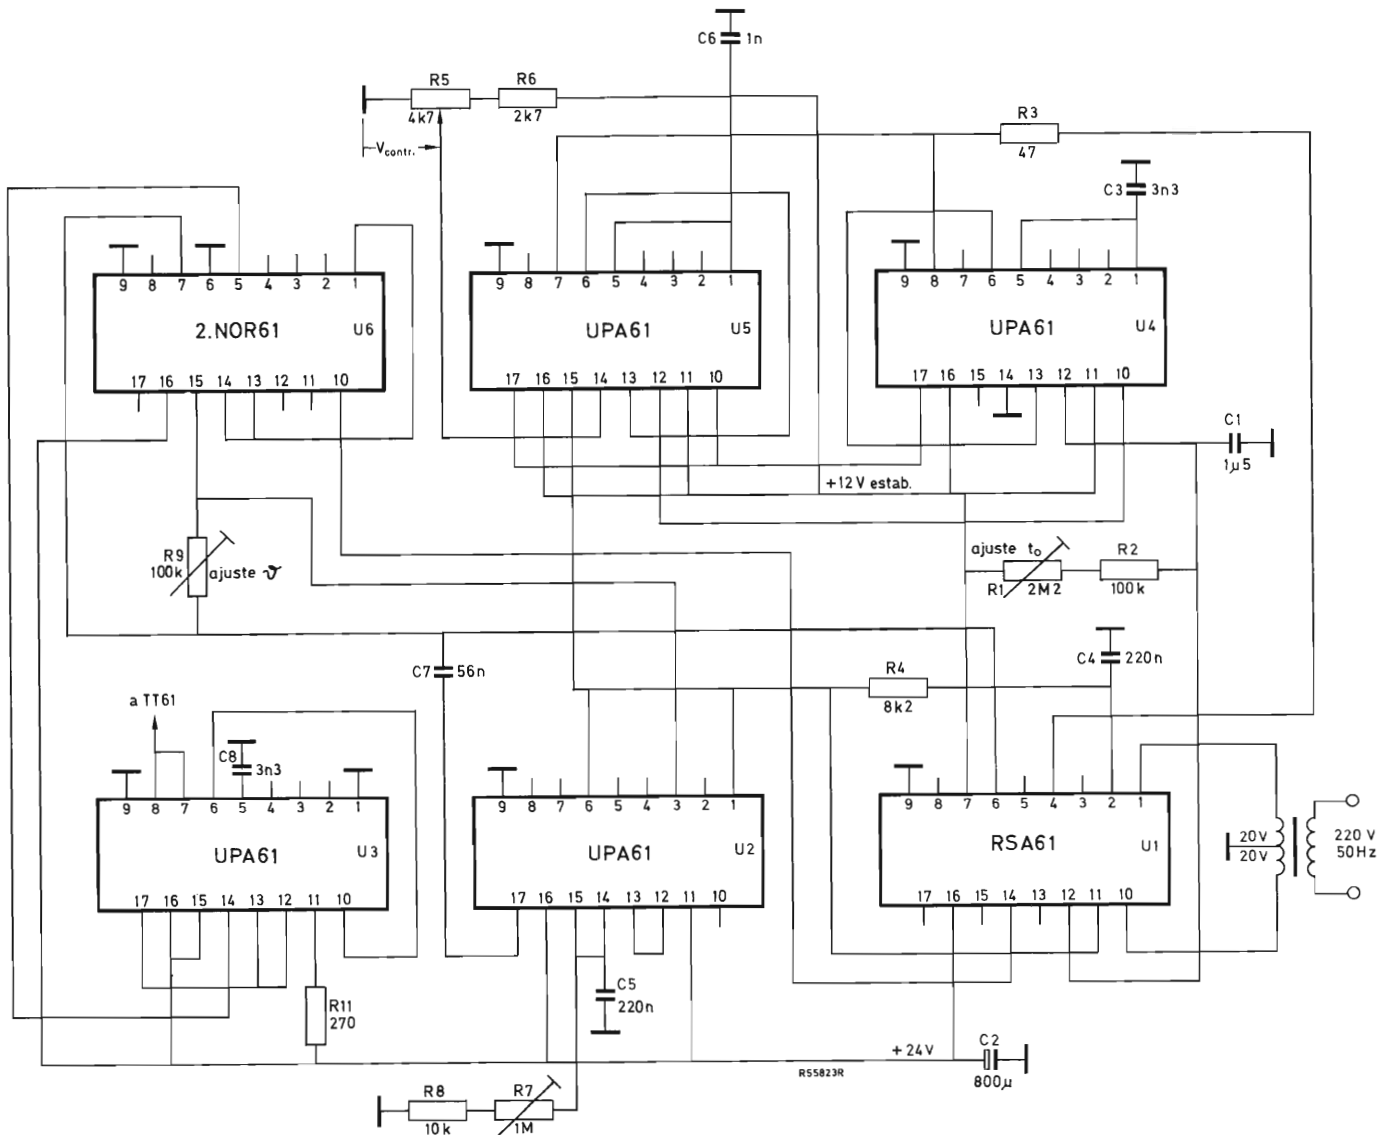 C6 1n
R5 R6
4k7 2k7
Vcontr.
R3
47
C3 3n3
9 8 7 6 5 4 3 2 1
2.NOR61 U6
17 16 15 14 13 12 11 10
9 8 7 6 5 4 3 2 1
UPA61 U5
17 16 15 14 13 12 11 10
9 8 7 6 5 4 3 2 1
UPA61 U4
17 16 15 14 13 12 11 10
C1
1µ5
+12V estab.
R9
100k
ajuste ϑ
ajuste t₀
R1 2M2
R2
100k
C7 56n
R4
8k2
C4 220n
a TT61
C8
3n3
9 8 7 6 5 4 3 2 1
UPA61 U3
17 16 15 14 13 12 11 10
9 8 7 6 5 4 3 2 1
UPA61 U2
17 16 15 14 13 12 11 10
9 8 7 6 5 4 3 2 1
RSA61 U1
17 16 15 14 13 12 11 10
20V
20V
220V
50Hz
R11
270
C5
220n
+24V
C2
800µ
RS5823R
R8
10k
R7
1M